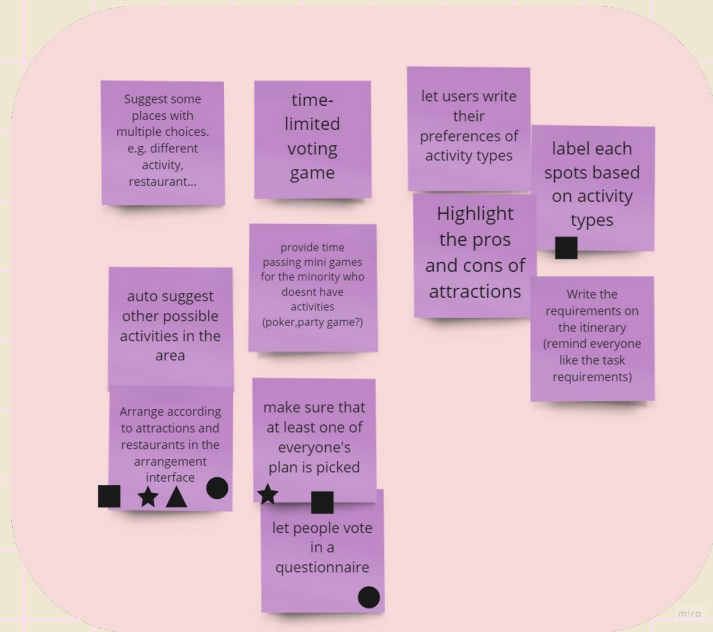 Suggest some
places with
multiple choices.
e.g. different
activity,
restaurant...
time-
limited
voting
game
let users write
their
preferences of
activity types
label each
spots based
on activity
types
Highlight
the pros
and cons of
attractions
provide time
passing mini games
for the minority who
doesnt have
activities
(poker,party game?)
auto suggest
other possible
activities in the
area
Write the
requirements on
the itinerary
(remind everyone
like the task
requirements)
Arrange according
to attractions and
restaurants in the
arrangement
interface
make sure that
at least one of
everyone's
plan is picked
let people vote
in a
questionnaire
miro